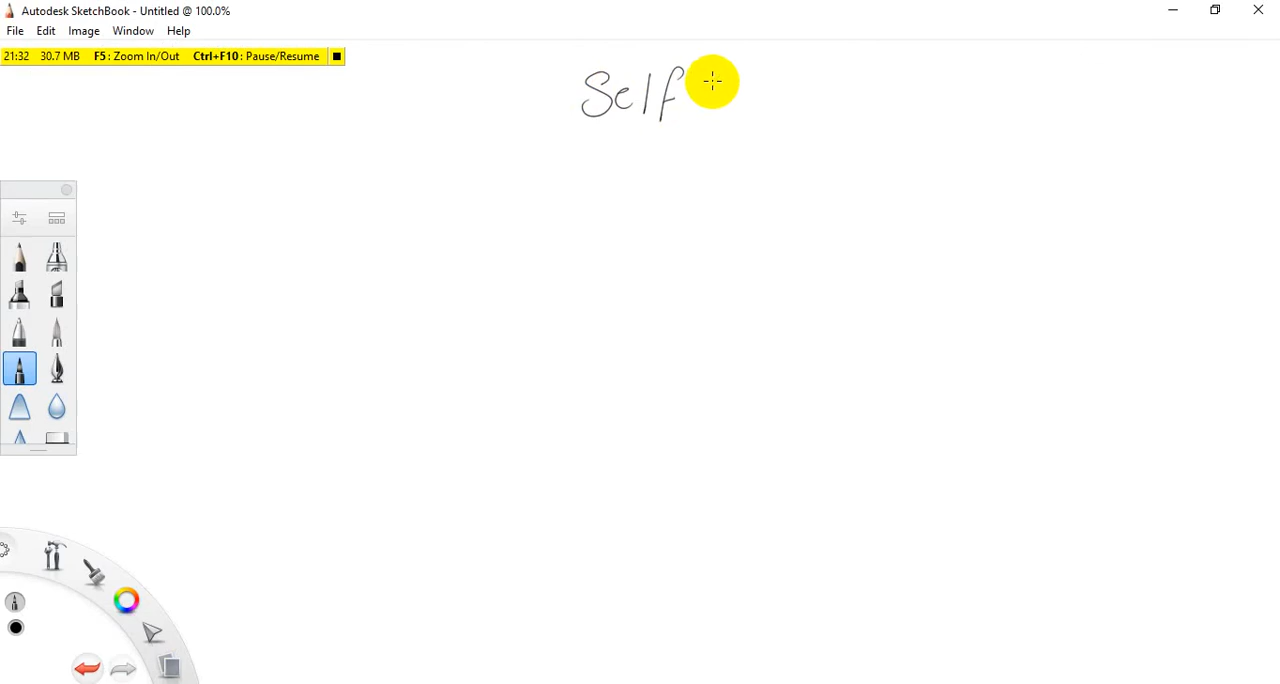 Autodesk SketchBook - Untitled @ 100.0%
File Edit Image Window Help
21:32 30.7 MB F5: Zoom In/Out Ctrl+F10: Pause/Resume
Self